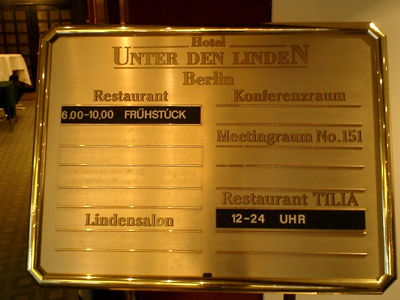 Hotel
UNTER DEN LINDEN
Berlin
Restaurant
6.00-10.00 FRÜHSTÜCK
Lindensalon
Konferenzraum
Meetingraum No.151
Restaurant TILIA
12-24 UHR